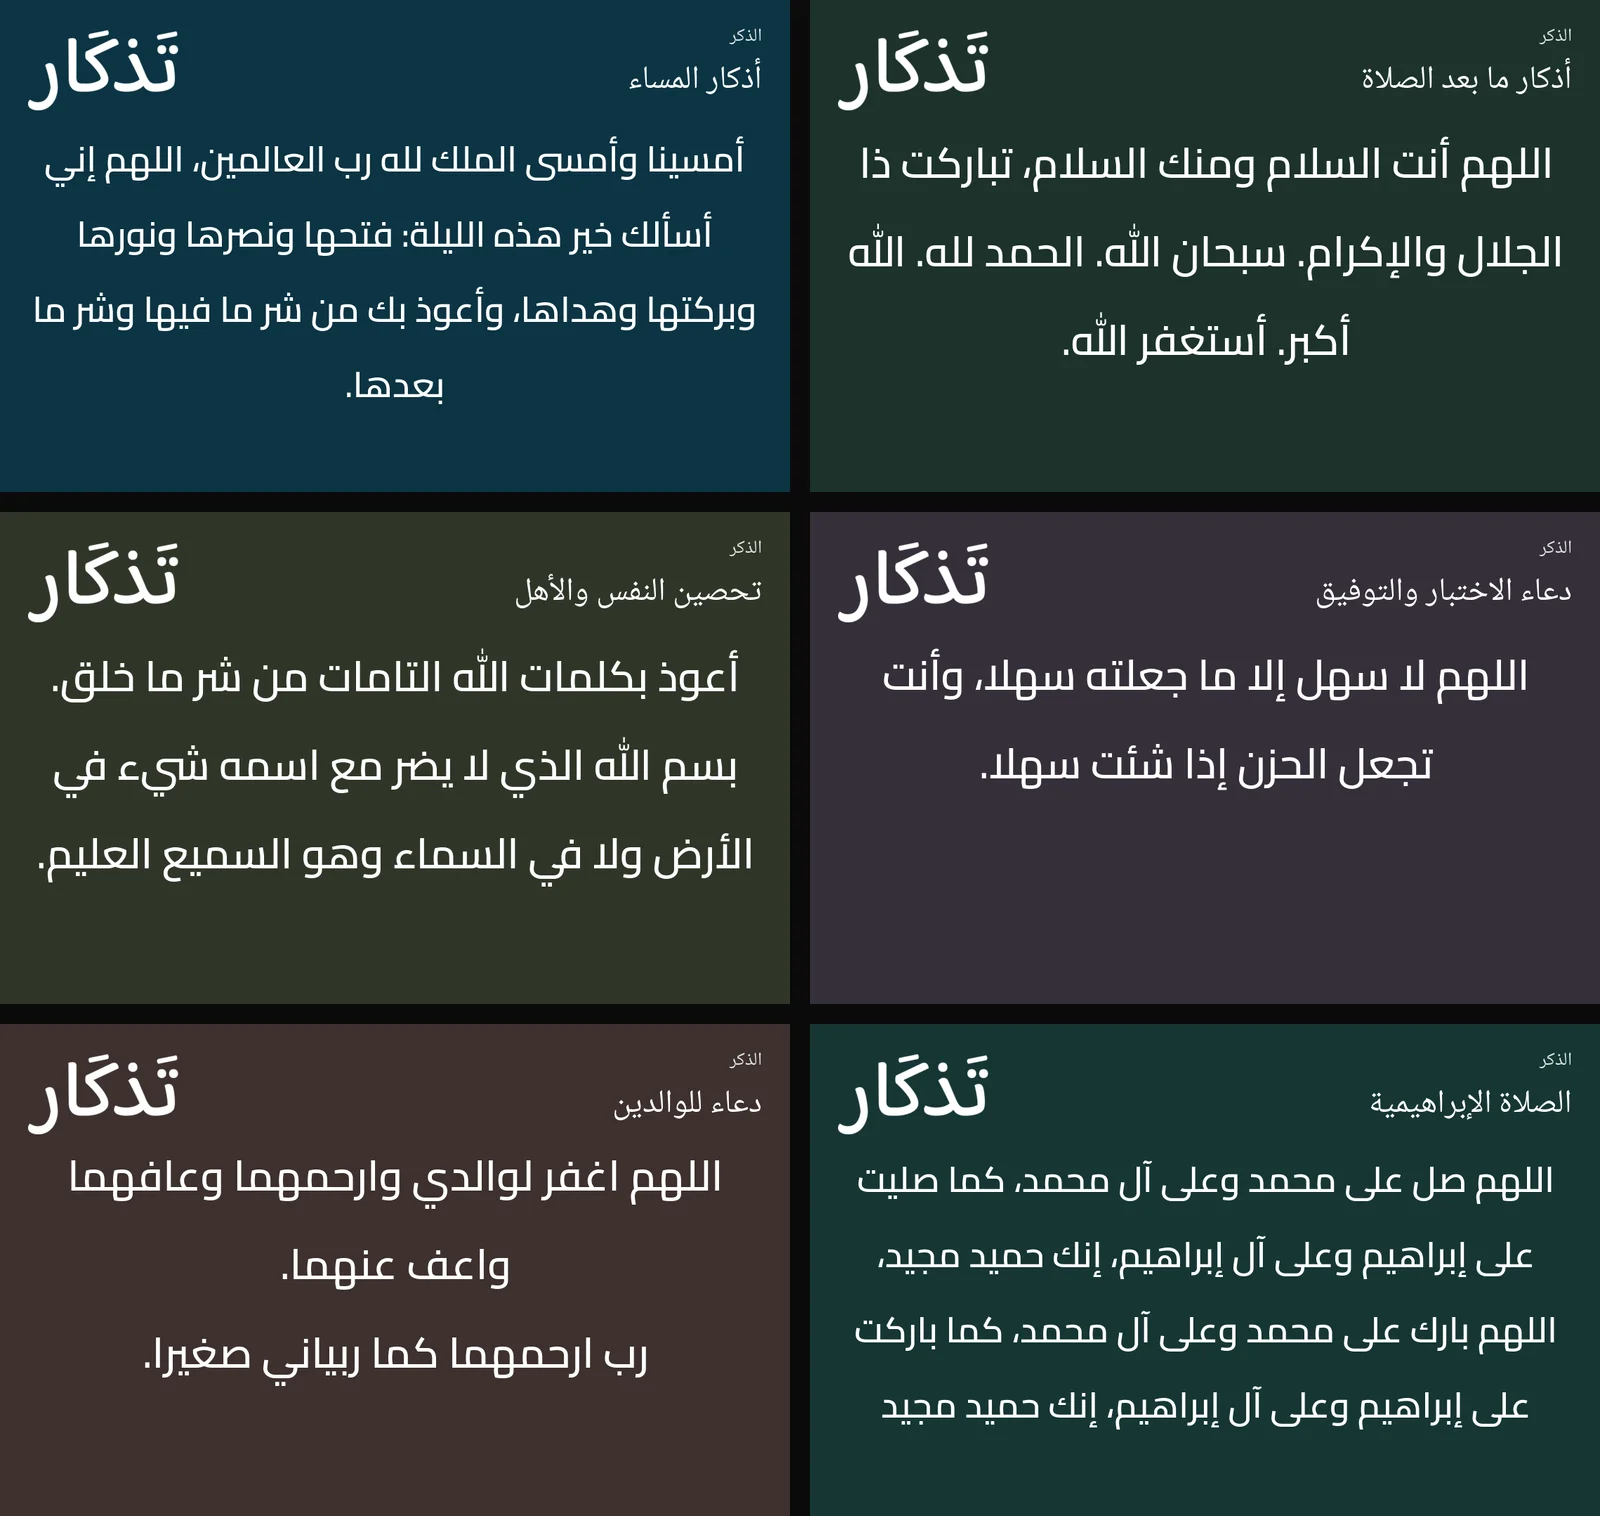 الذكر
أذكار المساء
تَذكَار
أمسينا وأمسى الملك لله رب العالمين، اللهم إني
أسألك خير هذه الليلة: فتحها ونصرها ونورها
وبركتها وهداها، وأعوذ بك من شر ما فيها وشر ما
بعدها.
الذكر
أذكار ما بعد الصلاة
تَذكَار
اللهم أنت السلام ومنك السلام، تباركت ذا
الجلال والإكرام. سبحان الله. الحمد لله. الله
أكبر. أستغفر الله.
الذكر
تحصين النفس والأهل
تَذكَار
أعوذ بكلمات الله التامات من شر ما خلق.
بسم الله الذي لا يضر مع اسمه شيء في
الأرض ولا في السماء وهو السميع العليم.
الذكر
دعاء الاختبار والتوفيق
تَذكَار
اللهم لا سهل إلا ما جعلته سهلا، وأنت
تجعل الحزن إذا شئت سهلا.
الذكر
دعاء للوالدين
تَذكَار
اللهم اغفر لوالدي وارحمهما وعافهما
واعف عنهما.
رب ارحمهما كما ربياني صغيرا.
الذكر
الصلاة الإبراهيمية
تَذكَار
اللهم صل على محمد وعلى آل محمد، كما صليت
على إبراهيم وعلى آل إبراهيم، إنك حميد مجيد،
اللهم بارك على محمد وعلى آل محمد، كما باركت
على إبراهيم وعلى آل إبراهيم، إنك حميد مجيد